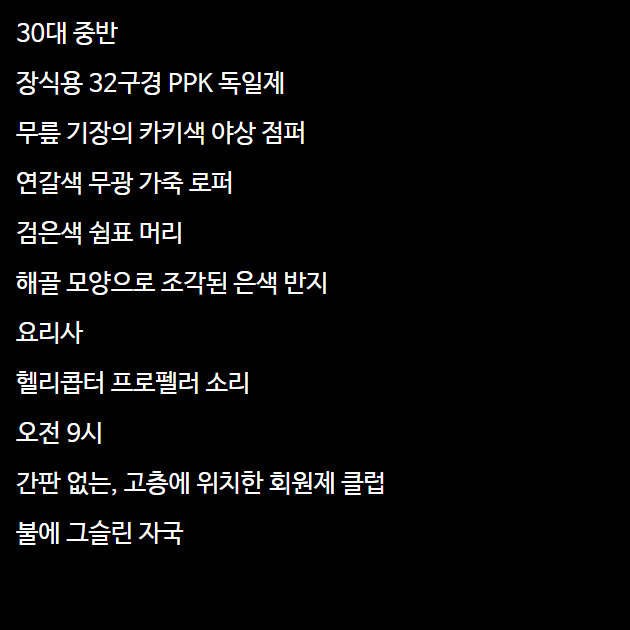 30대 중반
장식용 32구경 PPK 독일제
무릎 기장의 카키색 야상 점퍼
연갈색 무광 가죽 로퍼
검은색 쉼표 머리
해골 모양으로 조각된 은색 반지
요리사
헬리콥터 프로펠러 소리
오전 9시
간판 없는, 고층에 위치한 회원제 클럽
불에 그슬린 자국